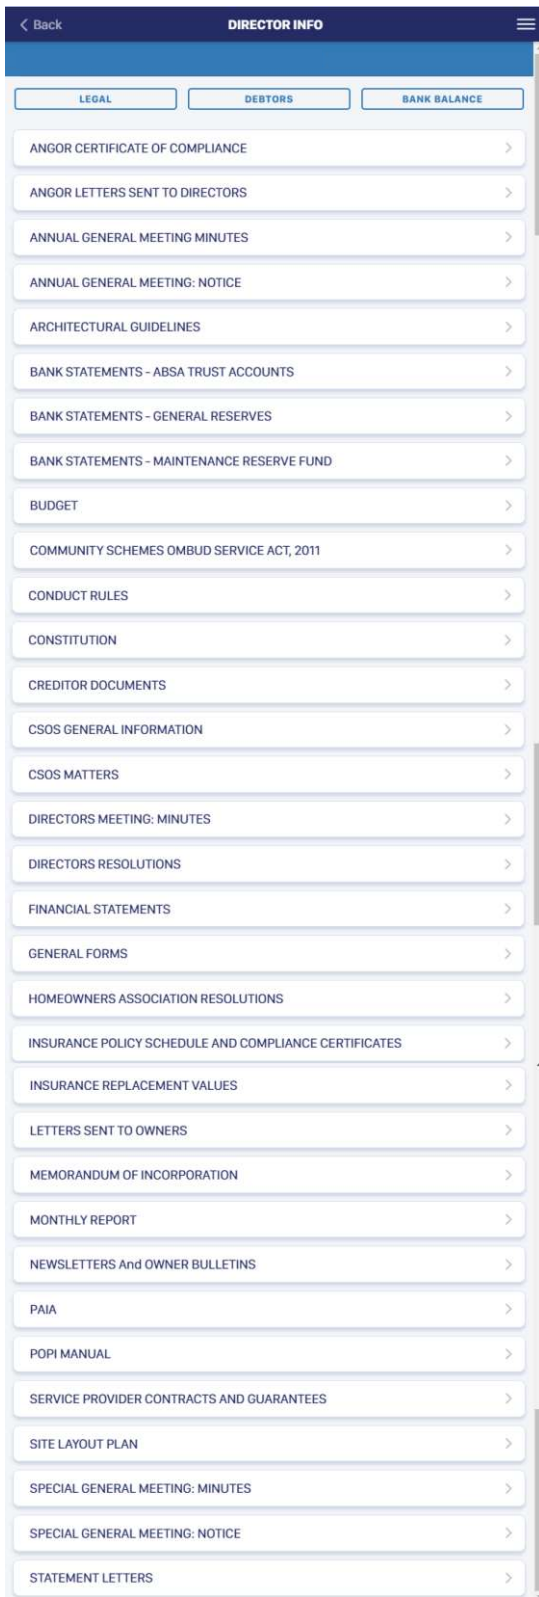 Back
DIRECTOR INFO
LEGAL
DEBTORS
BANK BALANCE
ANGOR CERTIFICATE OF COMPLIANCE
ANGOR LETTERS SENT TO DIRECTORS
ANNUAL GENERAL MEETING MINUTES
ANNUAL GENERAL MEETING: NOTICE
ARCHITECTURAL GUIDELINES
BANK STATEMENTS - ABSA TRUST ACCOUNTS
BANK STATEMENTS - GENERAL RESERVES
BANK STATEMENTS - MAINTENANCE RESERVE FUND
BUDGET
COMMUNITY SCHEMES OMBUD SERVICE ACT, 2011
CONDUCT RULES
CONSTITUTION
CREDITOR DOCUMENTS
CSOS GENERAL INFORMATION
CSOS MATTERS
DIRECTORS MEETING: MINUTES
DIRECTORS RESOLUTIONS
FINANCIAL STATEMENTS
GENERAL FORMS
HOMEOWNERS ASSOCIATION RESOLUTIONS
INSURANCE POLICY SCHEDULE AND COMPLIANCE CERTIFICATES
INSURANCE REPLACEMENT VALUES
LETTERS SENT TO OWNERS
MEMORANDUM OF INCORPORATION
MONTHLY REPORT
NEWSLETTERS And OWNER BULLETINS
PAIA
POPI MANUAL
SERVICE PROVIDER CONTRACTS AND GUARANTEES
SITE LAYOUT PLAN
SPECIAL GENERAL MEETING: MINUTES
SPECIAL GENERAL MEETING: NOTICE
STATEMENT LETTERS